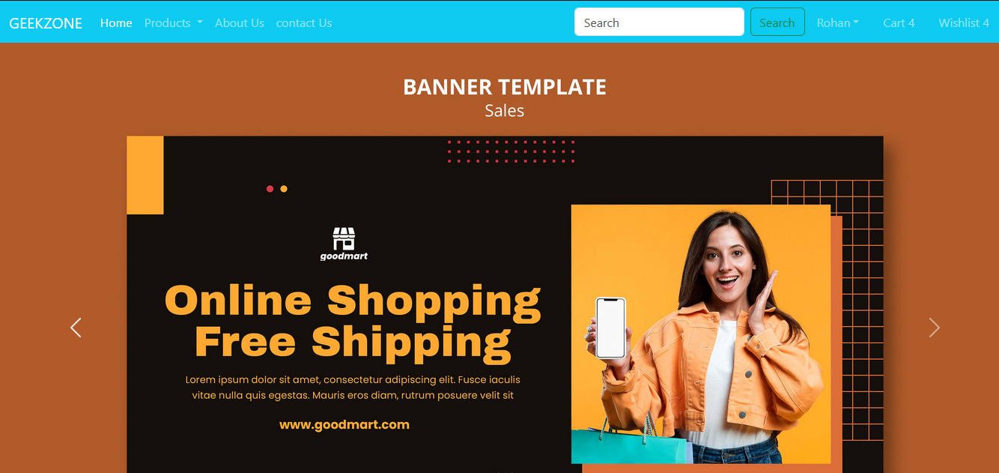 GEEKZONE Home Products About Us contact Us Search Search Rohan Cart 4 Wishlist 4
BANNER TEMPLATE
Sales
goodmart
Online Shopping
Free Shipping
Lorem ipsum dolor sit amet, consectetur adipiscing elit. Fusce iaculis
vitae nulla quis egestas. Mauris eros diam, rutrum posuere velit sit
www.goodmart.com